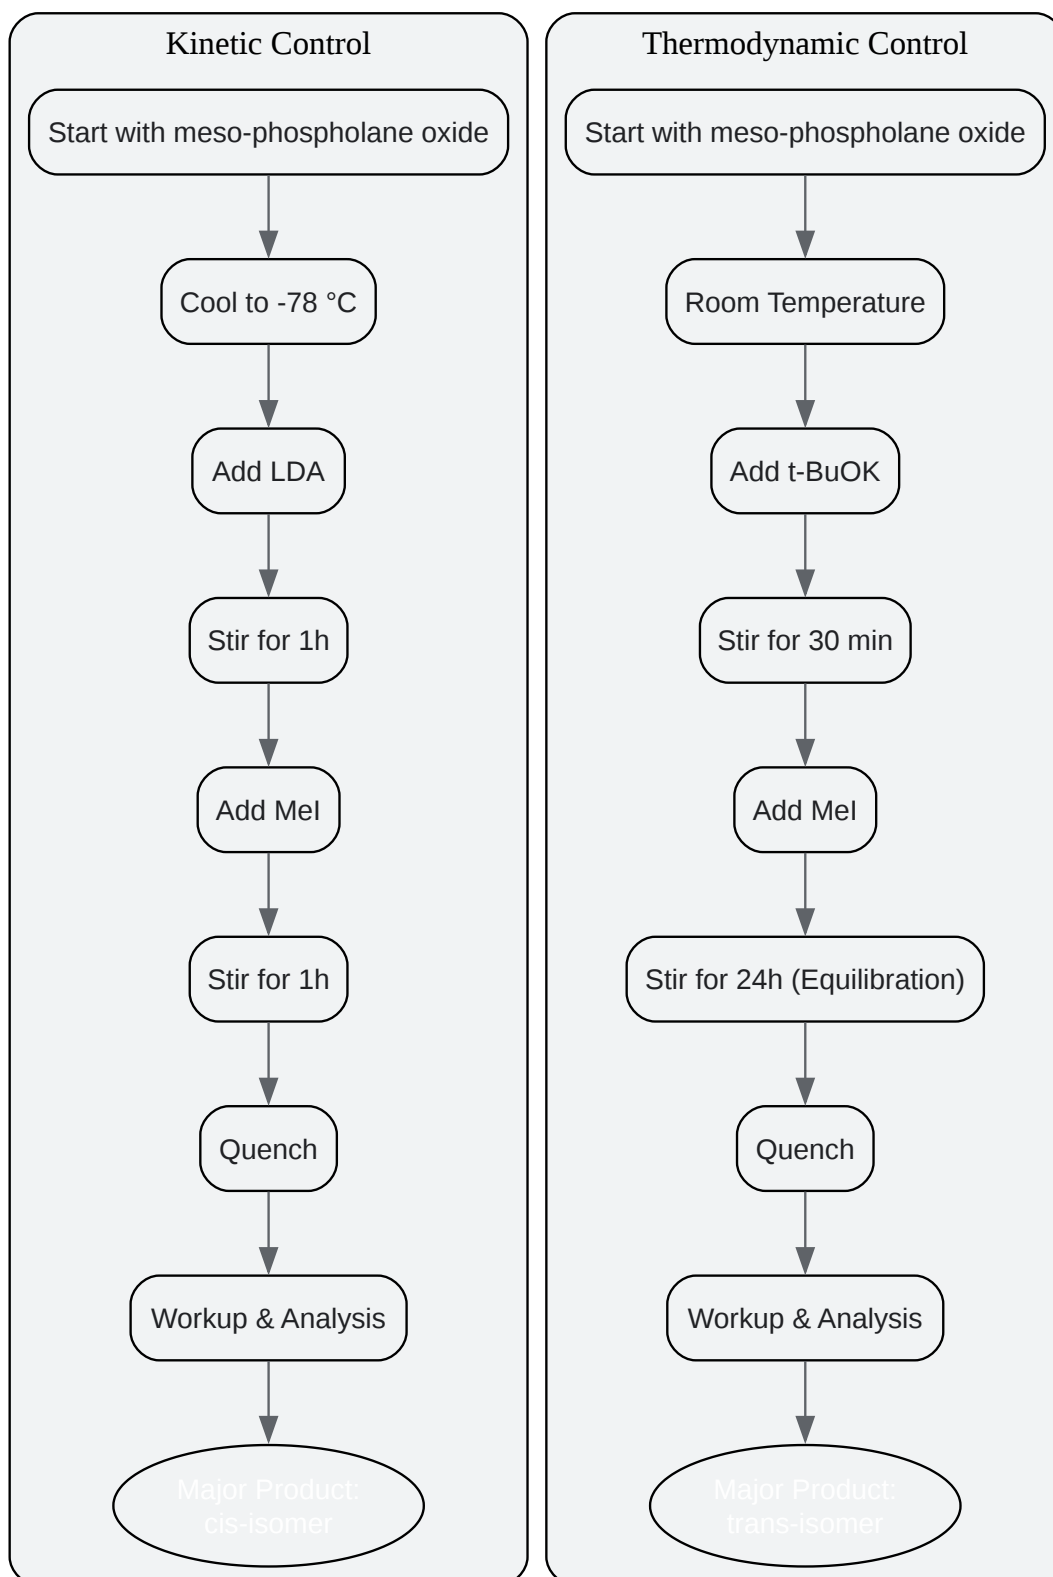 Kinetic Control
Start with meso-phospholane oxide
Cool to -78 °C
Add LDA
Stir for 1h
Add MeI
Stir for 1h
Quench
Workup & Analysis
Major Product:
cis-isomer
Thermodynamic Control
Start with meso-phospholane oxide
Room Temperature
Add t-BuOK
Stir for 30 min
Add MeI
Stir for 24h (Equilibration)
Quench
Workup & Analysis
Major Product:
trans-isomer